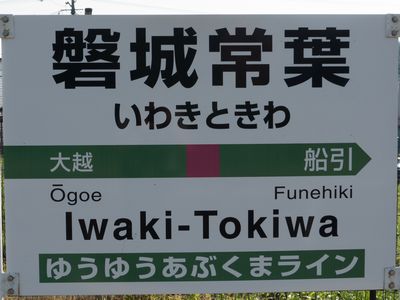 磐城常葉
いわきときわ
大越 船引
Ōgoe Funehiki
Iwaki-Tokiwa
ゆうゆうあぶくまライン